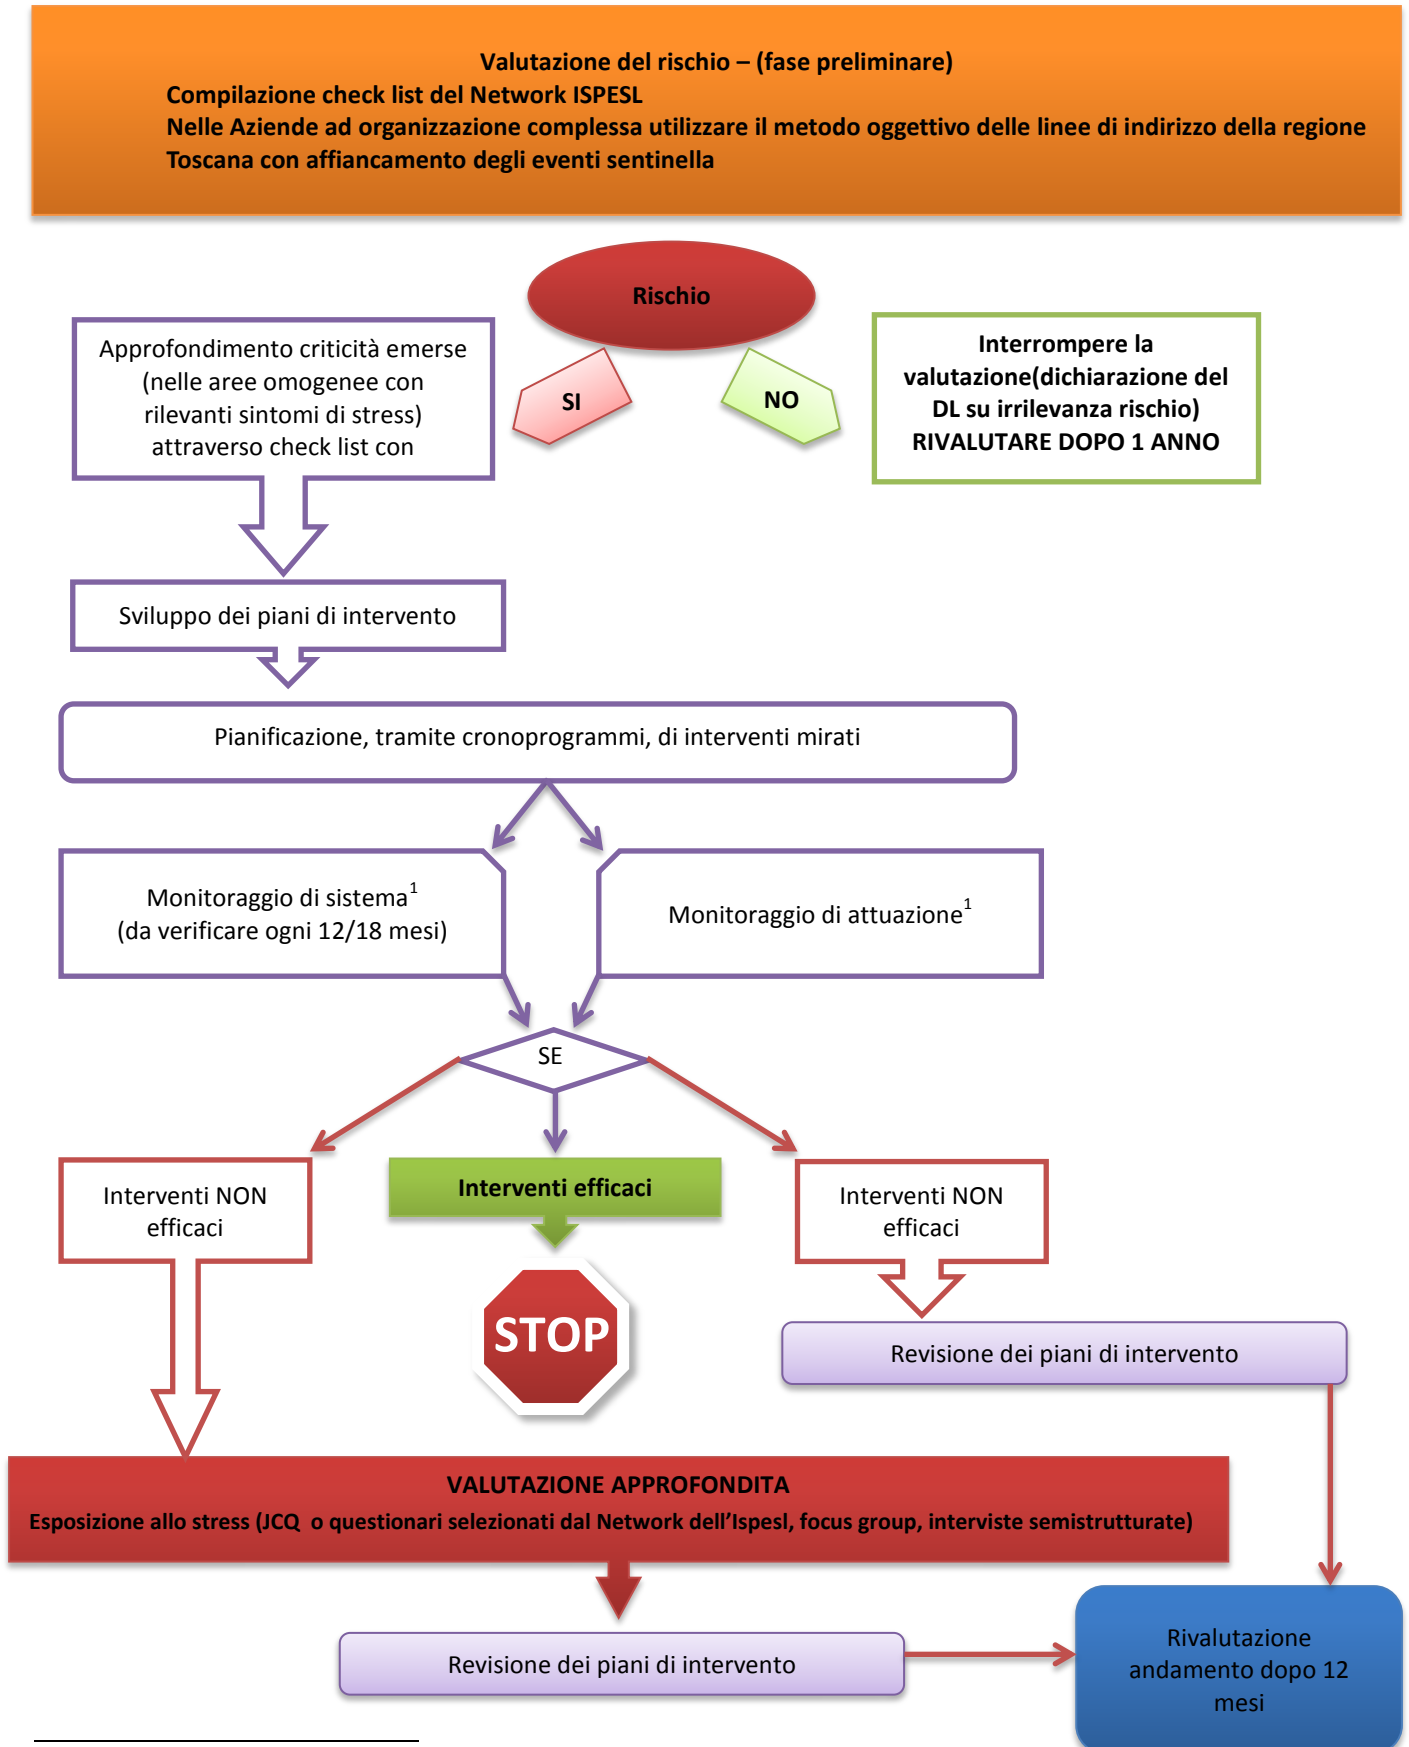 Valutazione del rischio – (fase preliminare)
Compilazione check list del Network ISPESL
Nelle Aziende ad organizzazione complessa utilizzare il metodo oggettivo delle linee di indirizzo della regione
Toscana con affiancamento degli eventi sentinella
Rischio
Approfondimento criticità emerse
(nelle aree omogenee con
rilevanti sintomi di stress)
attraverso check list con
SI
NO
Interrompere la
valutazione(dichiarazione del
DL su irrilevanza rischio)
RIVALUTARE DOPO 1 ANNO
Sviluppo dei piani di intervento
Pianificazione, tramite cronoprogrammi, di interventi mirati
Monitoraggio di sistema1
(da verificare ogni 12/18 mesi)
Monitoraggio di attuazione1
SE
Interventi NON
efficaci
Interventi efficaci
Interventi NON
efficaci
STOP
Revisione dei piani di intervento
VALUTAZIONE APPROFONDITA
Esposizione allo stress (JCQ  o questionari selezionati dal Network dell’Ispesl, focus group, interviste semistrutturate)
Revisione dei piani di intervento
Rivalutazione
andamento dopo 12
mesi